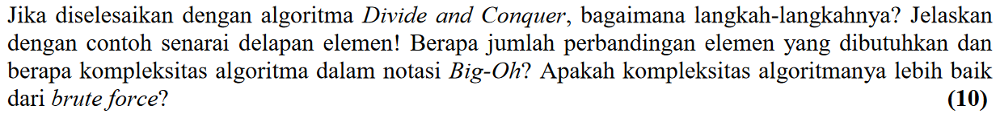 Jika diselesaikan dengan algoritma Divide and Conquer, bagaimana langkah-langkahnya? Jelaskan
dengan contoh senarai delapan elemen! Berapa jumlah perbandingan elemen yang dibutuhkan dan
berapa kompleksitas algoritma dalam notasi Big-Oh? Apakah kompleksitas algoritmanya lebih baik
dari brute force? (10)